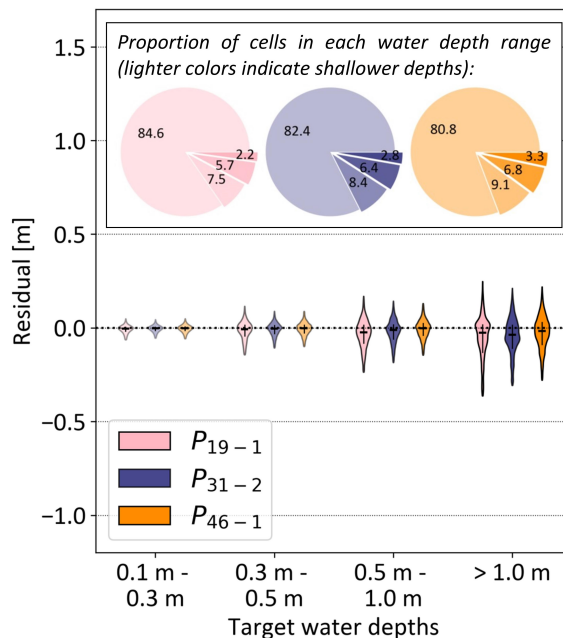 Proportion of cells in each water depth range
(lighter colors indicate shallower depths):
84.6
2.2
5.7
7.5
82.4
2.8
6.4
8.4
80.8
3.3
6.8
9.1
Residual [m]
1.5
1.0
0.5
0.0
−0.5
−1.0
P19−1
P31−2
P46−1
0.1 m -
0.3 m
0.3 m -
0.5 m
0.5 m -
1.0 m
> 1.0 m
Target water depths